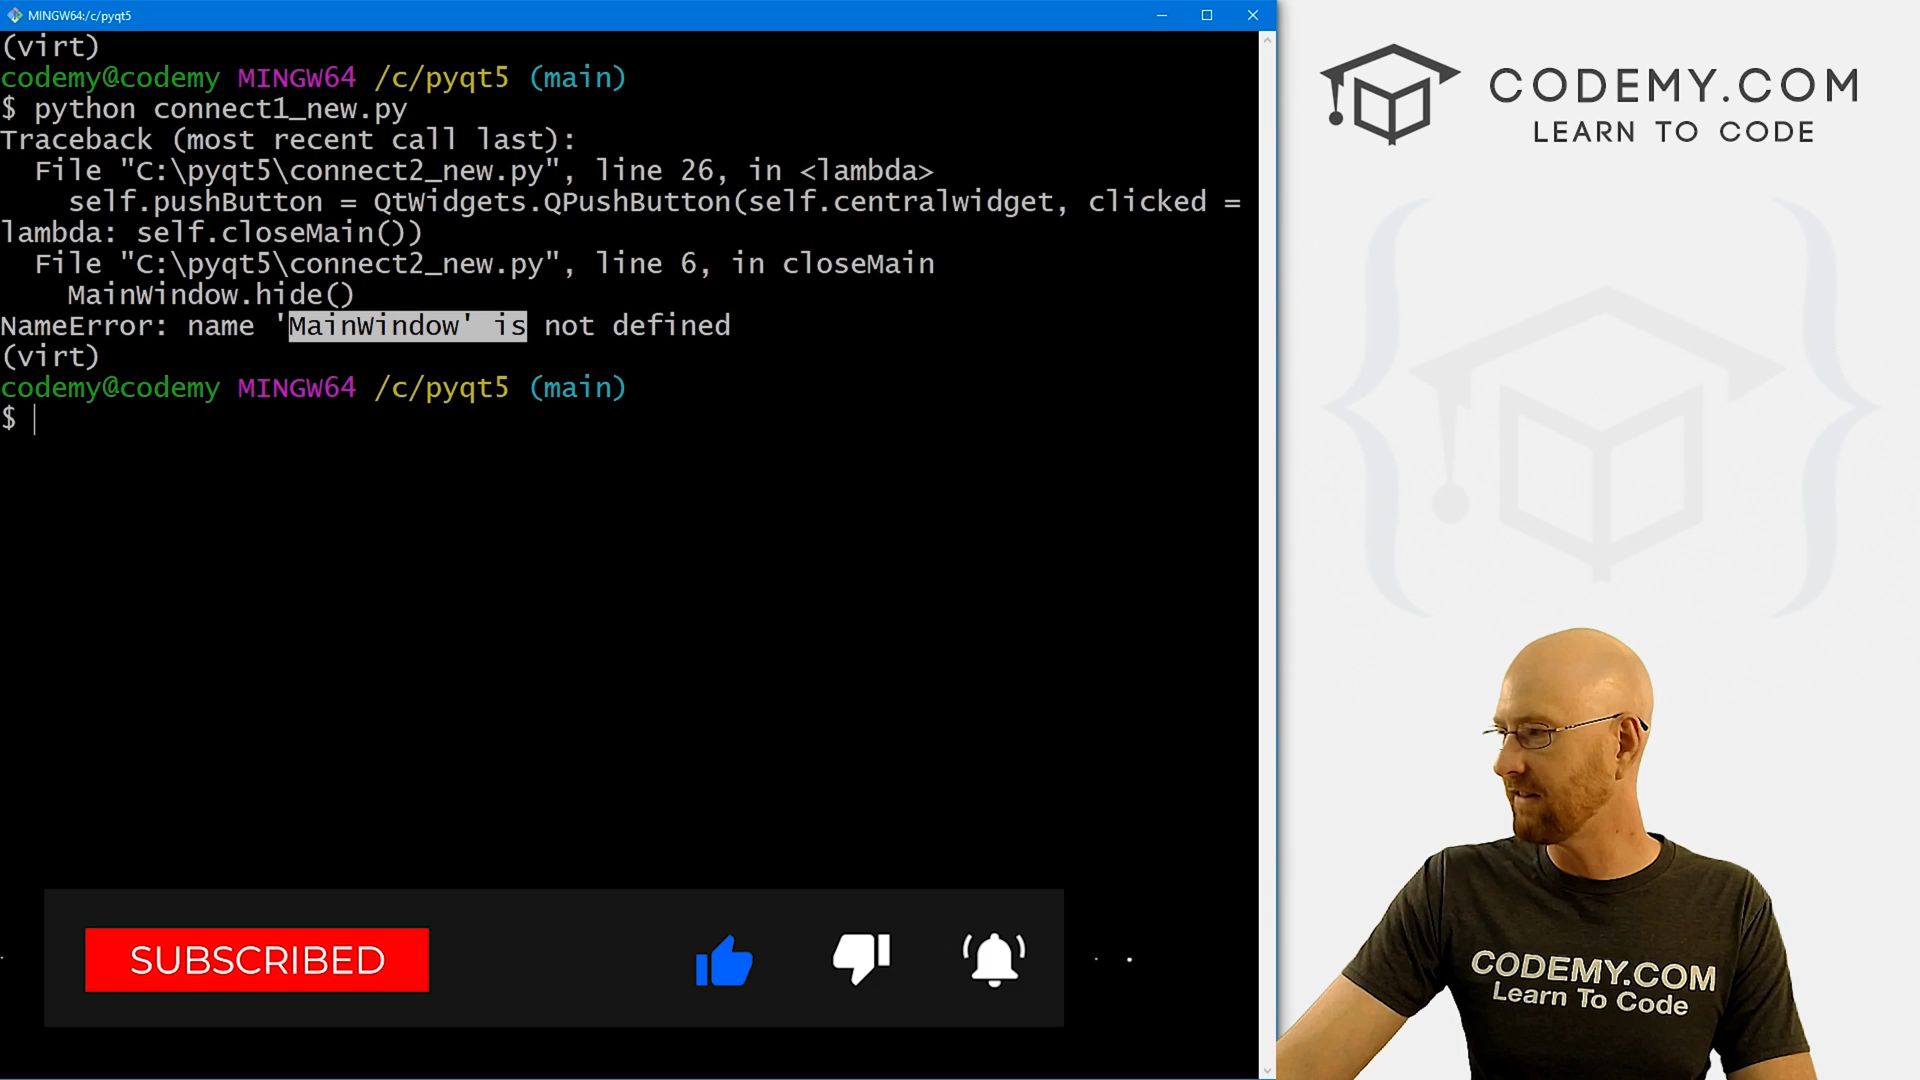 MINGW64:/c/pyqt5
(virt)
codemy@codemy MINGW64 /c/pyqt5 (main)
$ python connect1_new.py
Traceback (most recent call last):
  File "C:\pyqt5\connect2_new.py", line 26, in <lambda>
    self.pushButton = QtWidgets.QPushButton(self.centralwidget, clicked =
lambda: self.closeMain())
  File "C:\pyqt5\connect2_new.py", line 6, in closeMain
    MainWindow.hide()
NameError: name 'MainWindow' is not defined
(virt)
codemy@codemy MINGW64 /c/pyqt5 (main)
$
SUBSCRIBED
CODEMY.COM
LEARN TO CODE
CODEMY.COM
Learn To Code